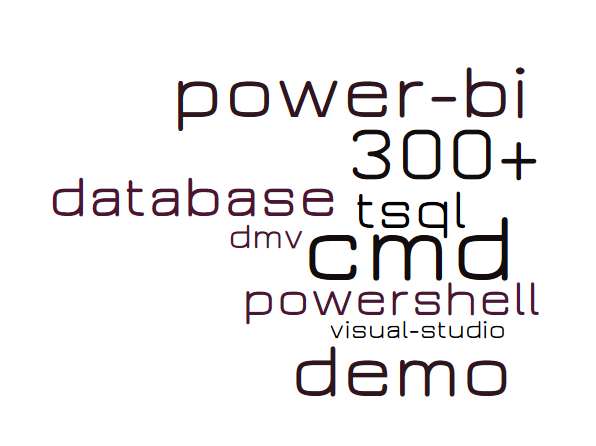 power-bi
300+
database
tsql
dmv
cmd
powershell
visual-studio
demo